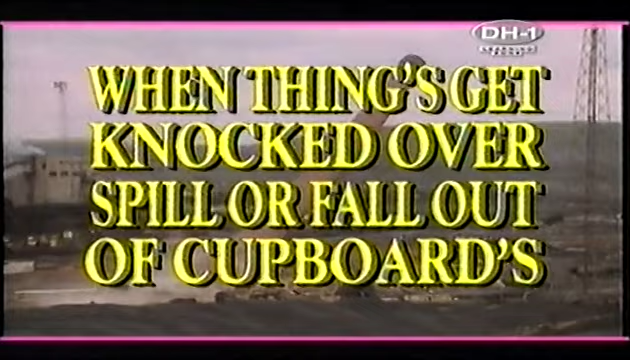 DH-1
WHEN THING'S GET
KNOCKED OVER
SPILL OR FALL OUT
OF CUPBOARD'S